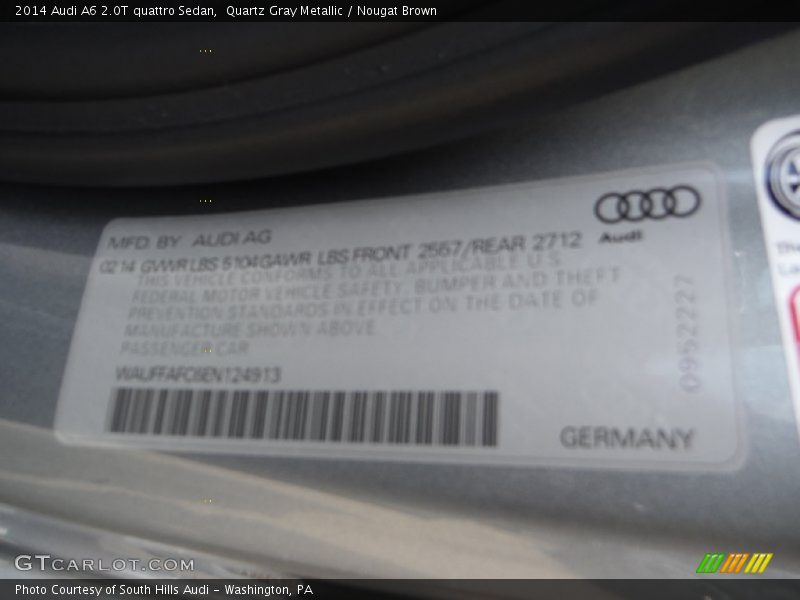 2014 Audi A6 2.0T quattro Sedan,  Quartz Gray Metallic / Nougat Brown
Audi
MFD. BY  AUDI AG
02 14  GVWR LBS 5104 GAWR  LBS FRONT  2567/REAR 2712
THIS VEHICLE CONFORMS TO ALL APPLICABLE U S
FEDERAL MOTOR VEHICLE SAFETY, BUMPER AND THEFT
PREVENTION STANDARDS IN EFFECT ON THE DATE OF
MANUFACTURE SHOWN ABOVE
PASSENGER CAR
WAUFFAFC6EN124913
0952227
GERMANY
GTCARLOT.COM
Photo Courtesy of South Hills Audi - Washington, PA